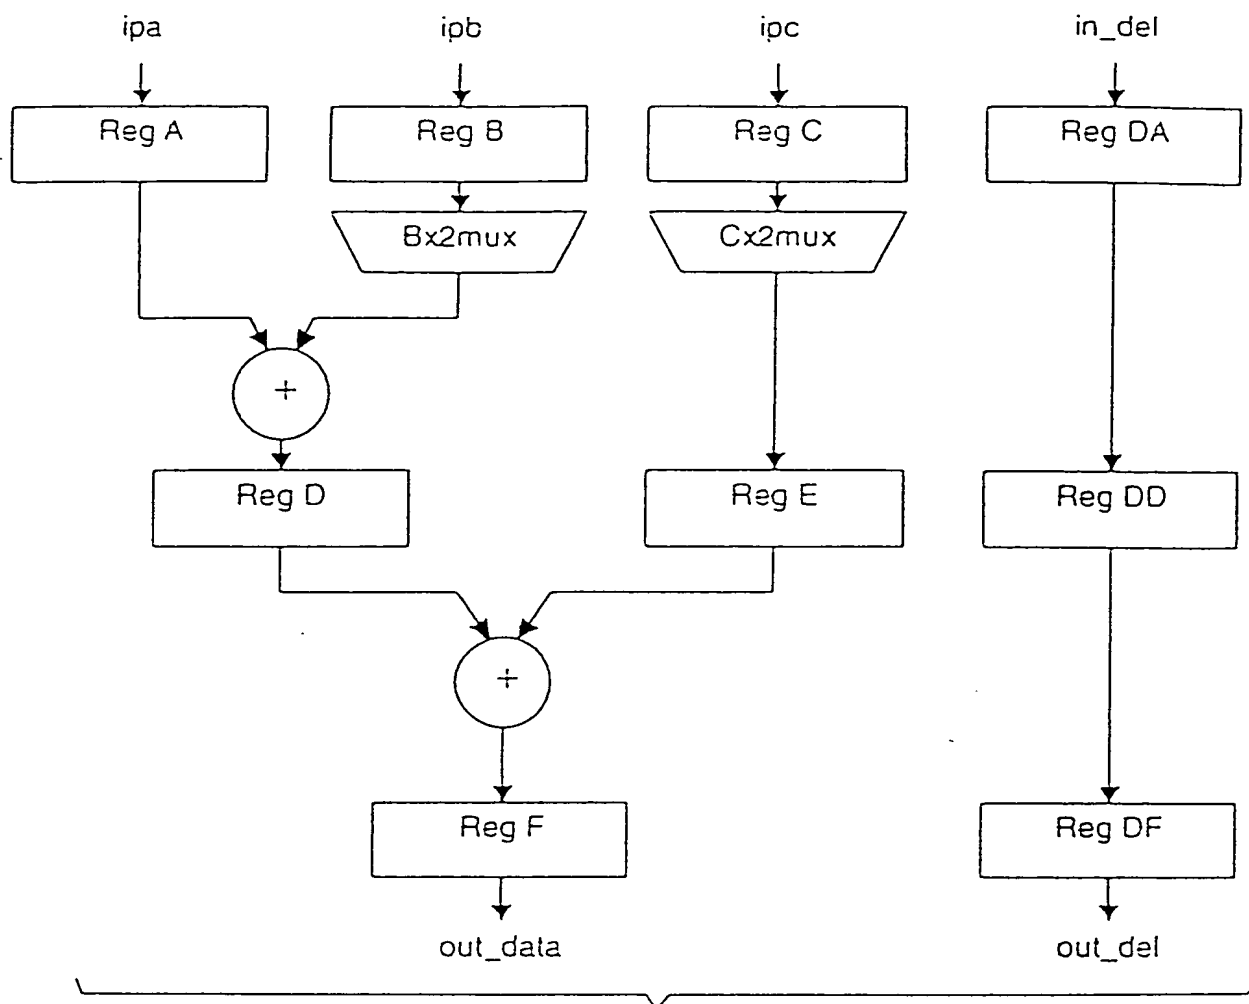 ipa ipb ipc in_del
Reg A Reg B Reg C Reg DA
Bx2mux Cx2mux
+
Reg D Reg E Reg DD
+
Reg F Reg DF
out_data out_del